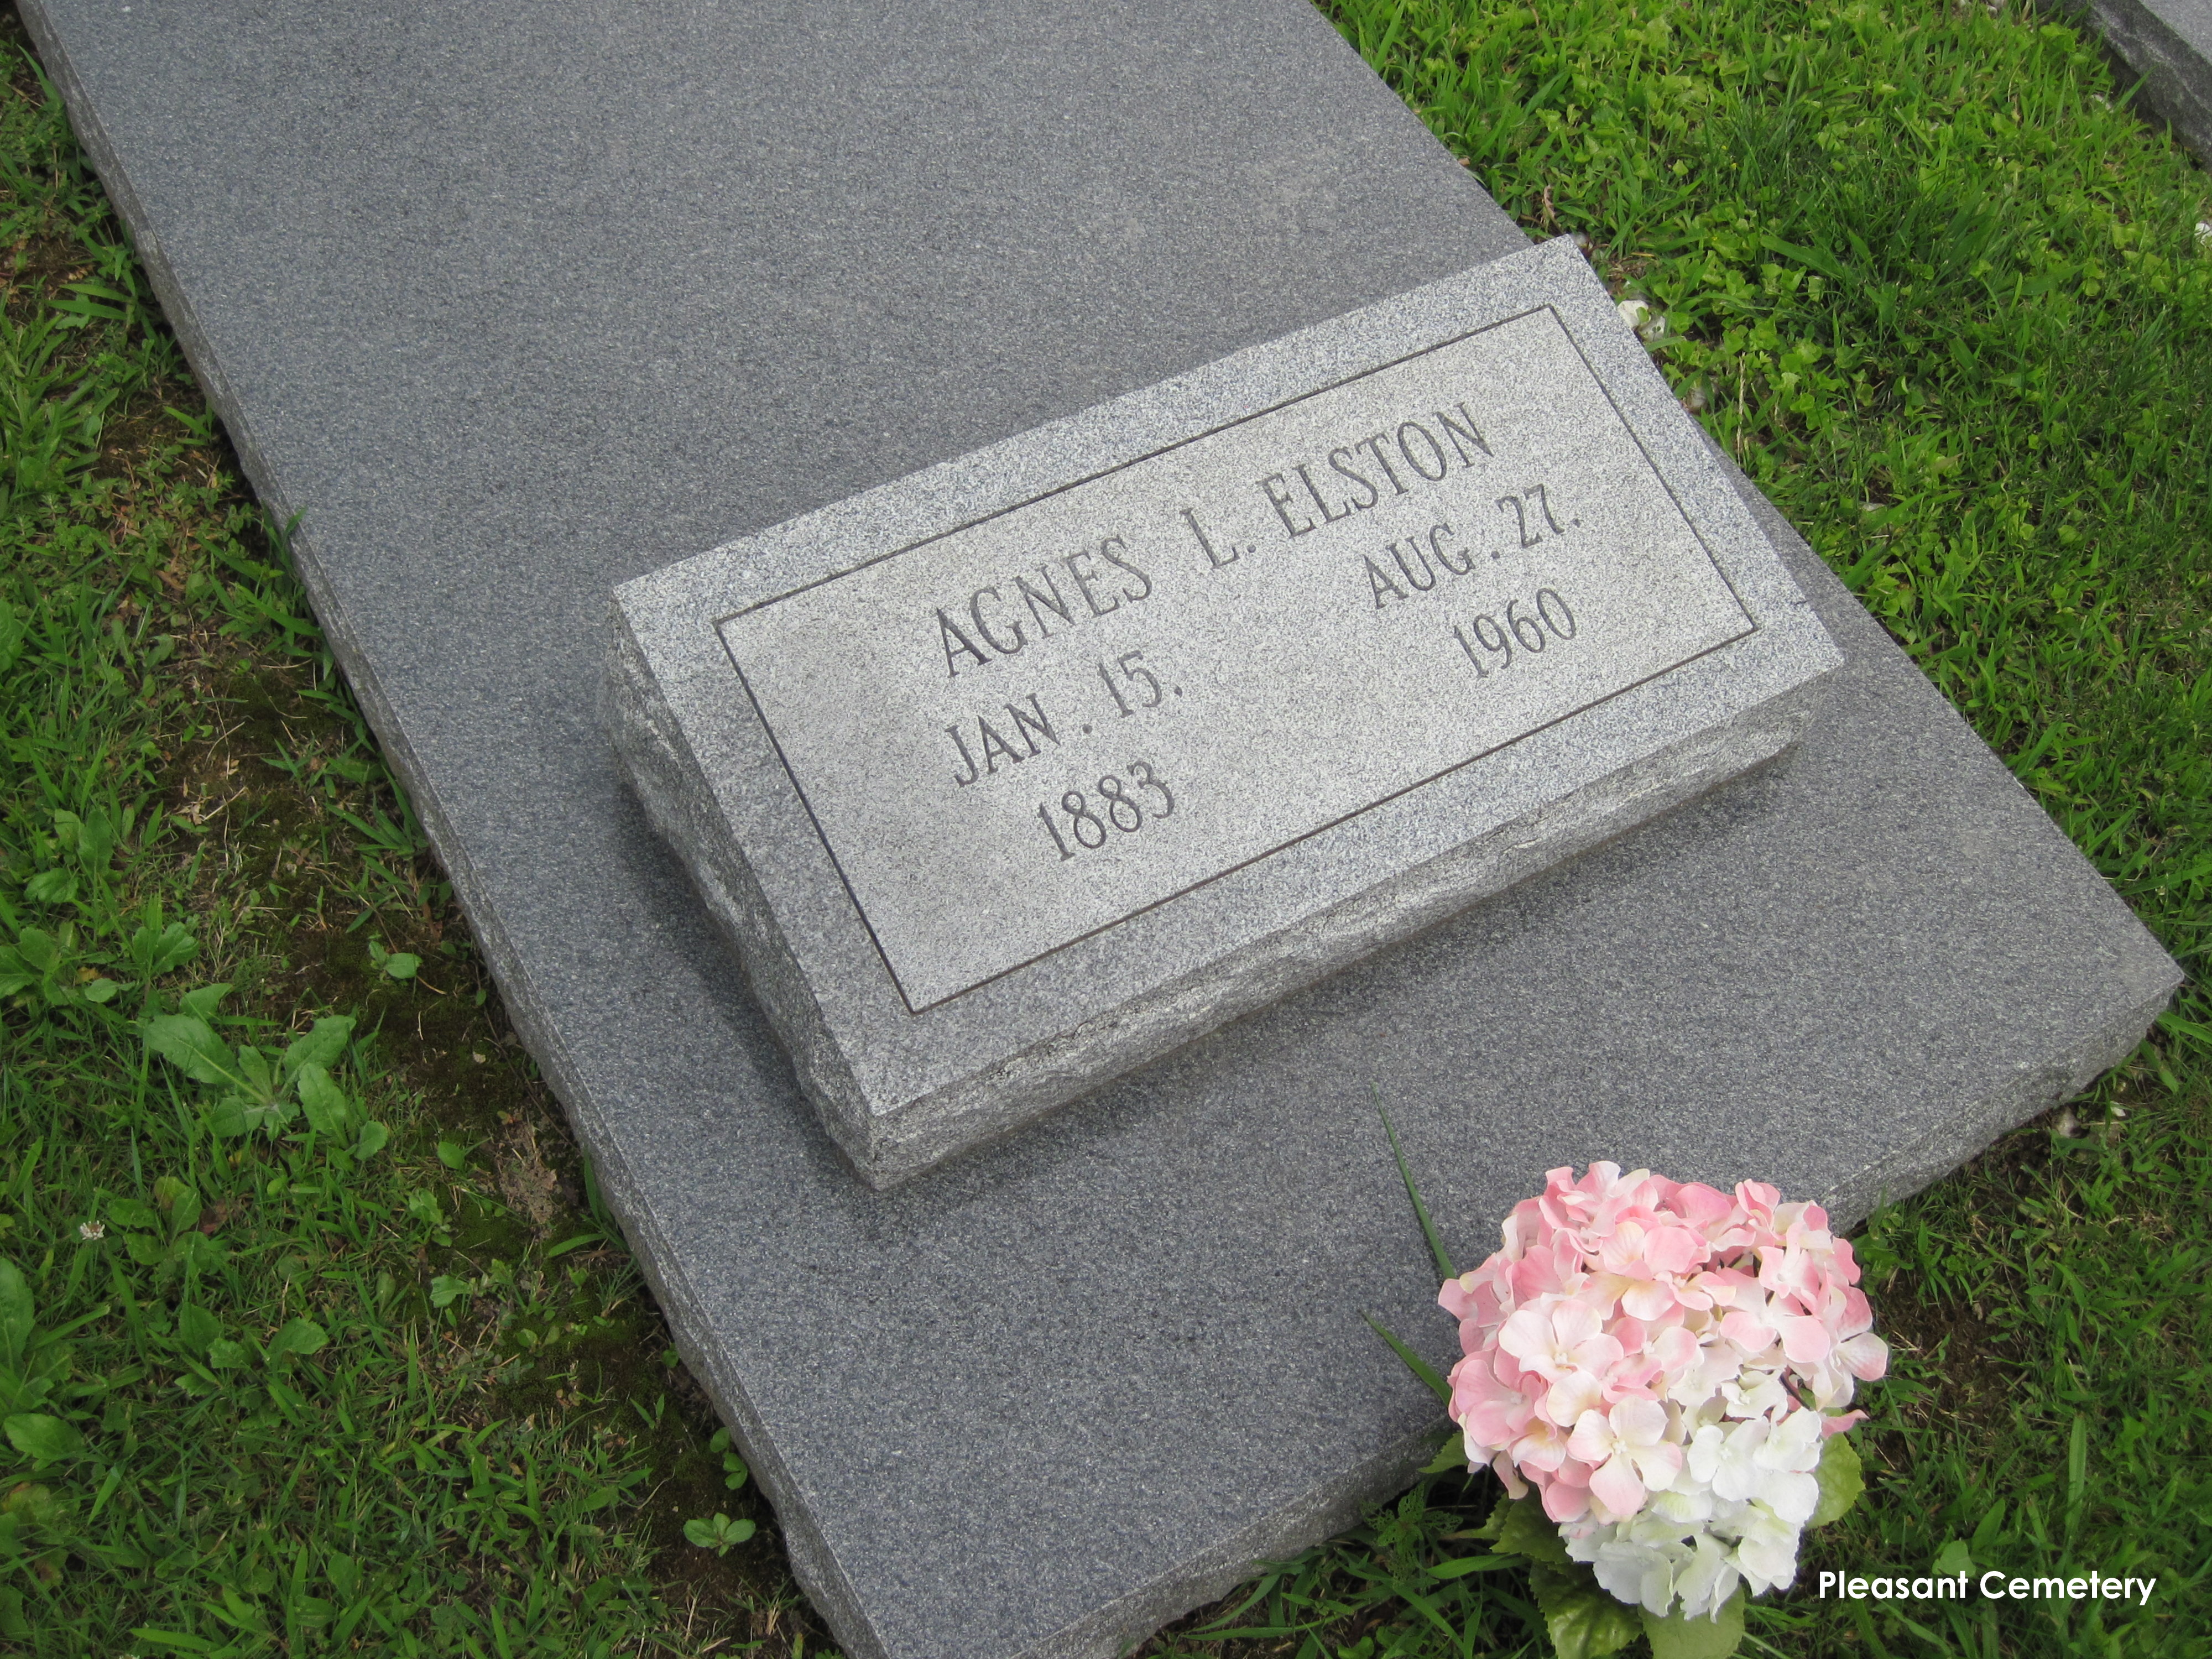 AGNES L. ELSTON
JAN. 15. AUG. 27.
1883 1960
Pleasant Cemetery